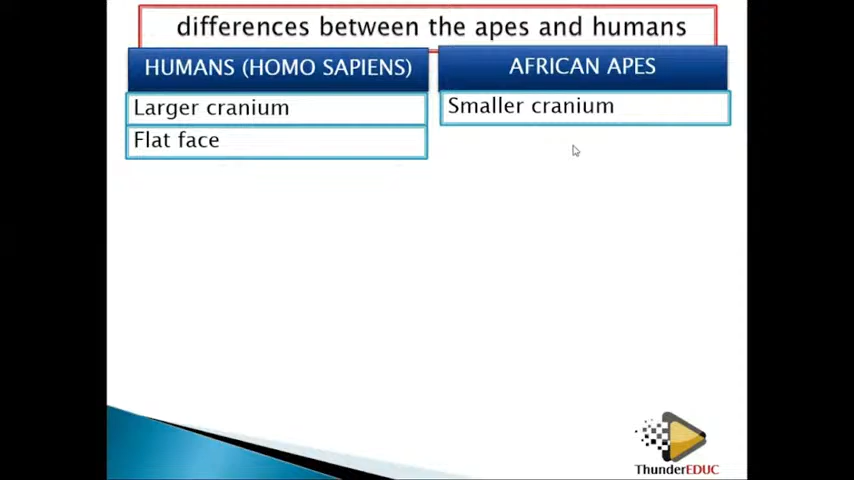 differences between the apes and humans
HUMANS (HOMO SAPIENS)
AFRICAN APES
Larger cranium
Smaller cranium
Flat face
ThunderEDUC